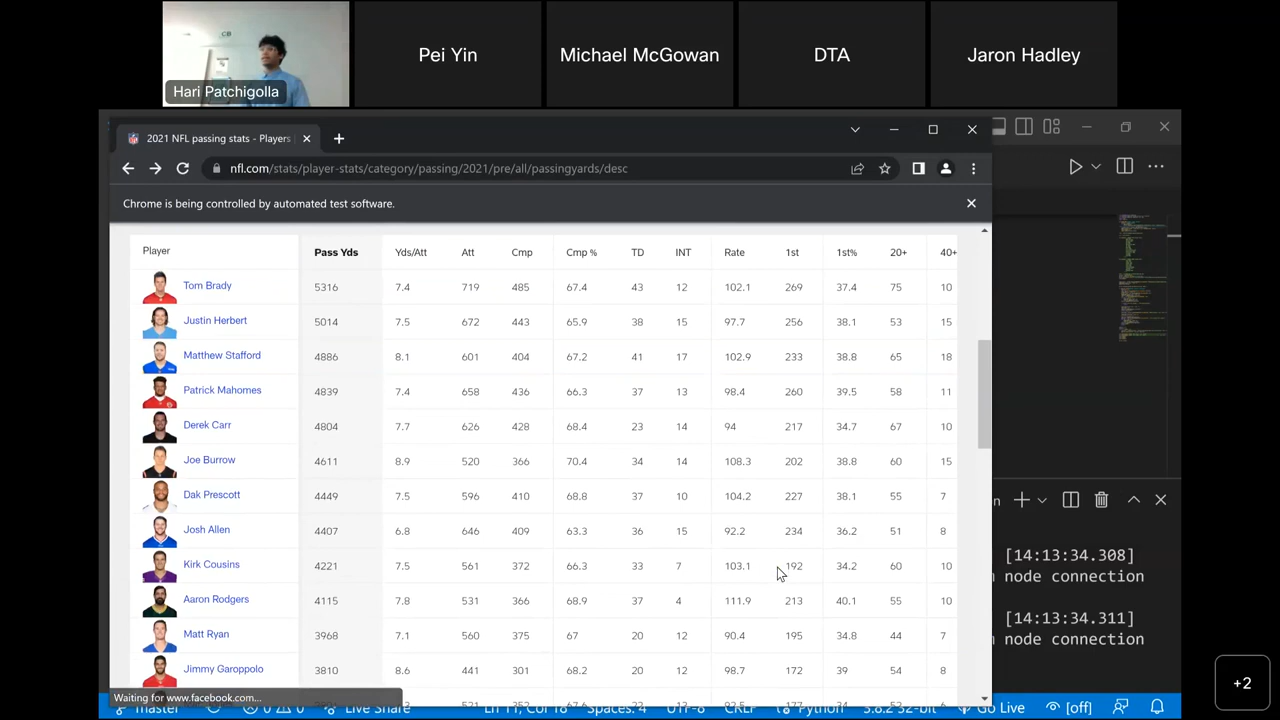 Hari Patchigolla
Pei Yin
Michael McGowan
DTA
Jaron Hadley
2021 NFL passing stats - Players
nfl.com/stats/player-stats/category/passing/2021/pre/all/passingyards/desc
Chrome is being controlled by automated test software.
Player Pass Yds Yds/Att Att Cmp Cmp % TD INT Rate 1st 1st% 20+ 40+
Tom Brady 5316 7.4 719 485 67.4 43 12 102.1 269 37.4 75 10
Justin Herbert 5014 7.5 672 443 65.9 38 15 97.7 256 38.1 53 15
Matthew Stafford 4886 8.1 601 404 67.2 41 17 102.9 233 38.8 65 18
Patrick Mahomes 4839 7.4 658 436 66.3 37 13 98.4 260 39.5 58 11
Derek Carr 4804 7.7 626 428 68.4 23 14 94 217 34.7 67 10
Joe Burrow 4611 8.9 520 366 70.4 34 14 108.3 202 38.8 60 15
Dak Prescott 4449 7.5 596 410 68.8 37 10 104.2 227 38.1 55 7
Josh Allen 4407 6.8 646 409 63.3 36 15 92.2 234 36.2 51 8
Kirk Cousins 4221 7.5 561 372 66.3 33 7 103.1 192 34.2 60 10
Aaron Rodgers 4115 7.8 531 366 68.9 37 4 111.9 213 40.1 55 10
Matt Ryan 3968 7.1 560 375 67 20 12 90.4 195 34.8 44 7
Jimmy Garoppolo 3810 8.6 441 301 68.2 20 12 98.7 172 39 54 8
[14:13:34.308]
node connection
[14:13:34.311]
node connection
Waiting for www.facebook.com...
master 0 0 Live Share Ln 11, Col 18 Spaces: 4 UTF-8 CRLF Python 3.8.2 32-bit Go Live [off]
+2